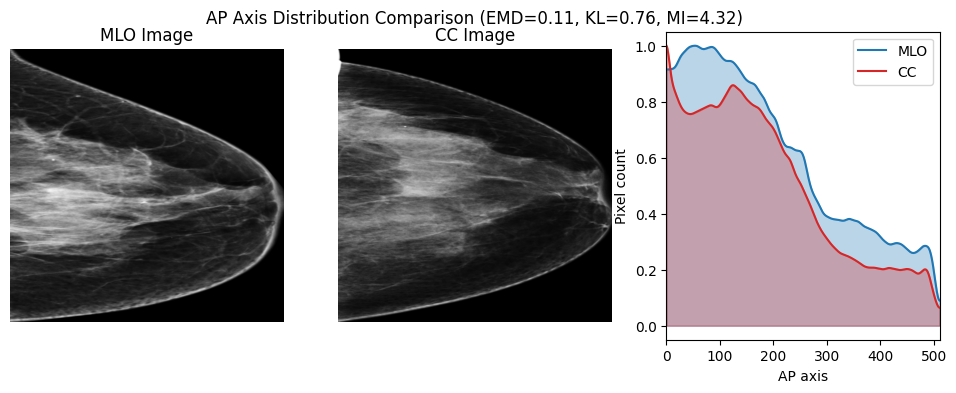 AP Axis Distribution Comparison (EMD=0.11, KL=0.76, MI=4.32)
MLO Image
CC Image
MLO
CC
Pixel count
1.0
0.8
0.6
0.4
0.2
0.0
0 100 200 300 400 500
AP axis